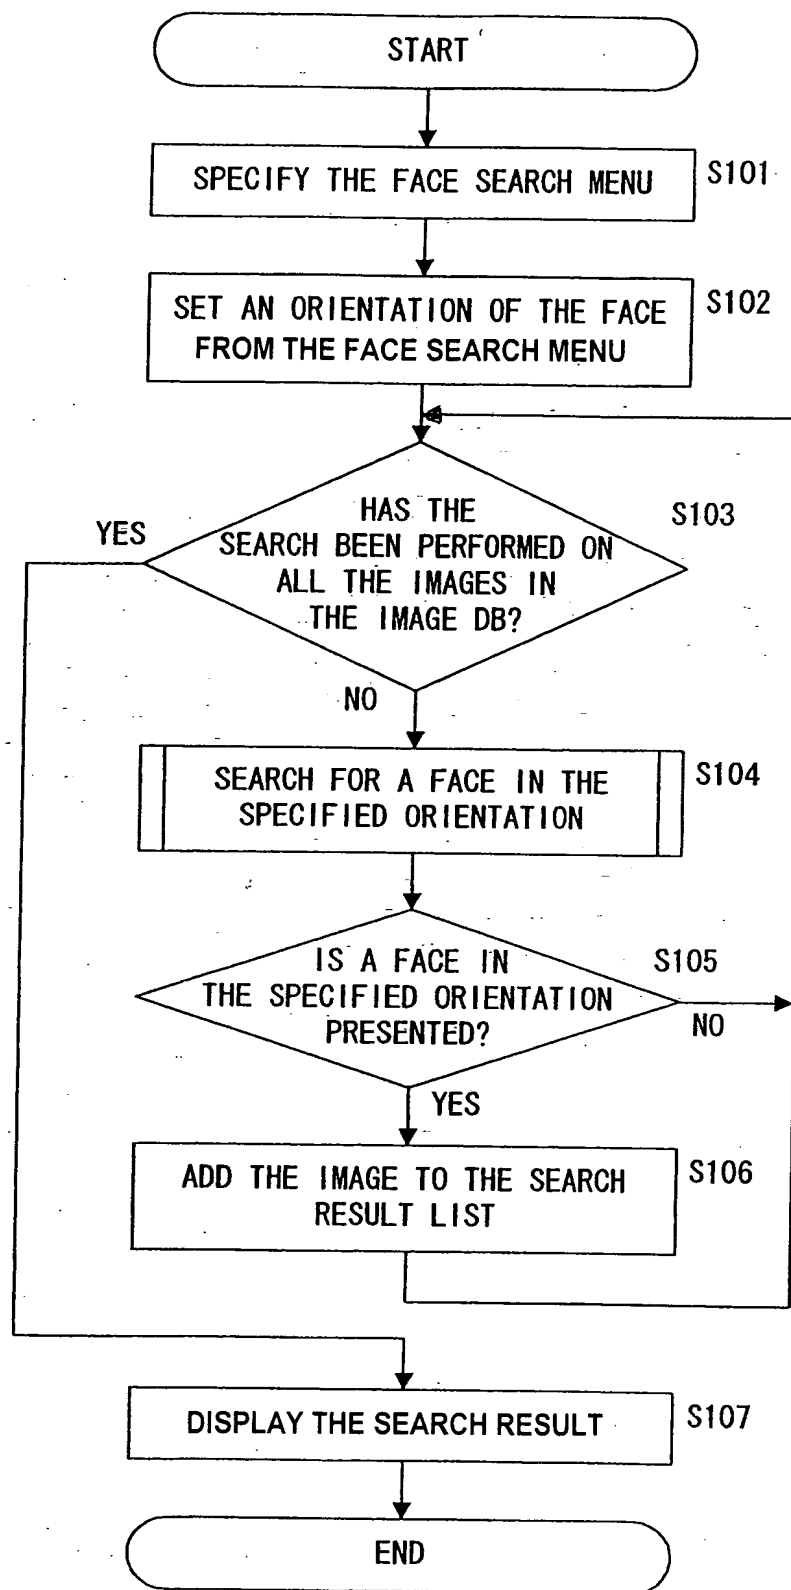 START
SPECIFY THE FACE SEARCH MENU
S101
SET AN ORIENTATION OF THE FACE
FROM THE FACE SEARCH MENU
S102
HAS THE
SEARCH BEEN PERFORMED ON
ALL THE IMAGES IN
THE IMAGE DB?
S103
YES
NO
SEARCH FOR A FACE IN THE
SPECIFIED ORIENTATION
S104
IS A FACE IN
THE SPECIFIED ORIENTATION
PRESENTED?
S105
NO
YES
ADD THE IMAGE TO THE SEARCH
RESULT LIST
S106
DISPLAY THE SEARCH RESULT
S107
END